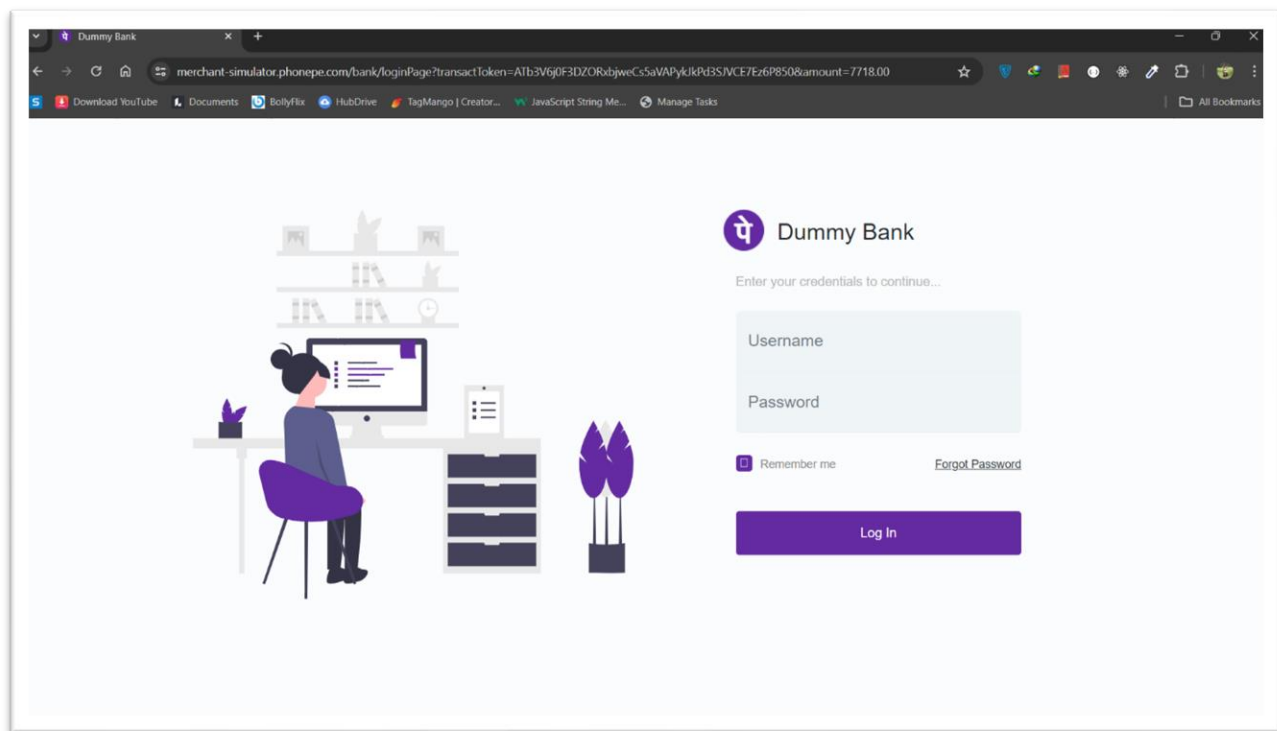 Dummy Bank
merchant-simulator.phonepe.com/bank/loginPage?transactToken=ATb3V6j0F3DZORxbjweCs5aVAPykJkPd3SJVCE7Ez6P850&amount=7718.00
Download YouTube Documents BollyFlix HubDrive TagMango | Creator... JavaScript String Me... Manage Tasks All Bookmarks
पे Dummy Bank
Enter your credentials to continue...
Username
Password
Remember me Forgot Password
Log In